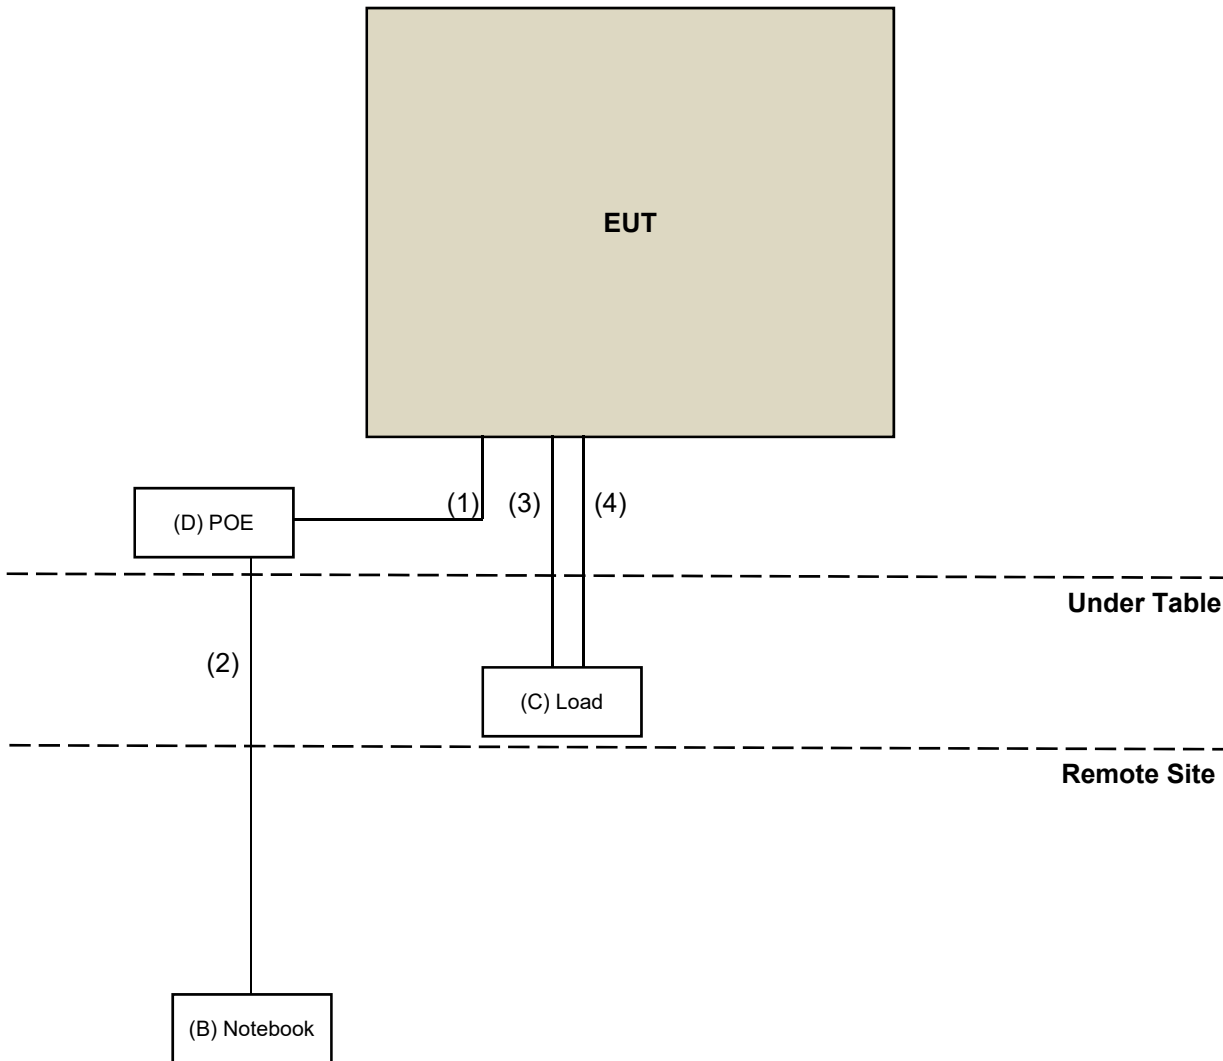 EUT
(1)
(3)
(4)
(D) POE
Under Table
(2)
(C) Load
Remote Site
(B) Notebook